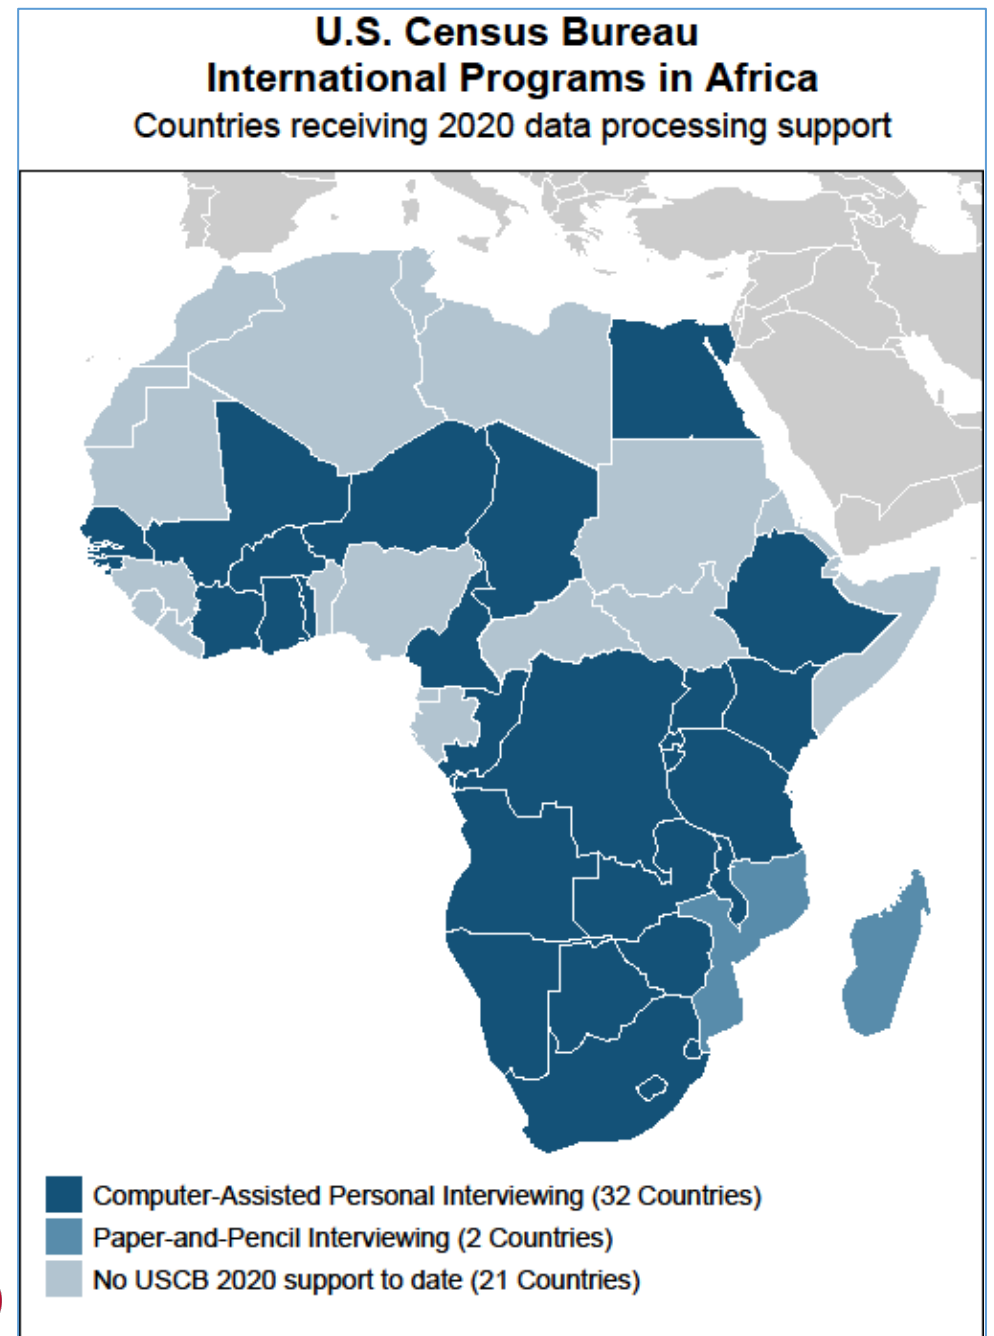 U.S. Census Bureau
International Programs in Africa
Countries receiving 2020 data processing support
Computer-Assisted Personal Interviewing (32 Countries)
Paper-and-Pencil Interviewing (2 Countries)
No USCB 2020 support to date (21 Countries)